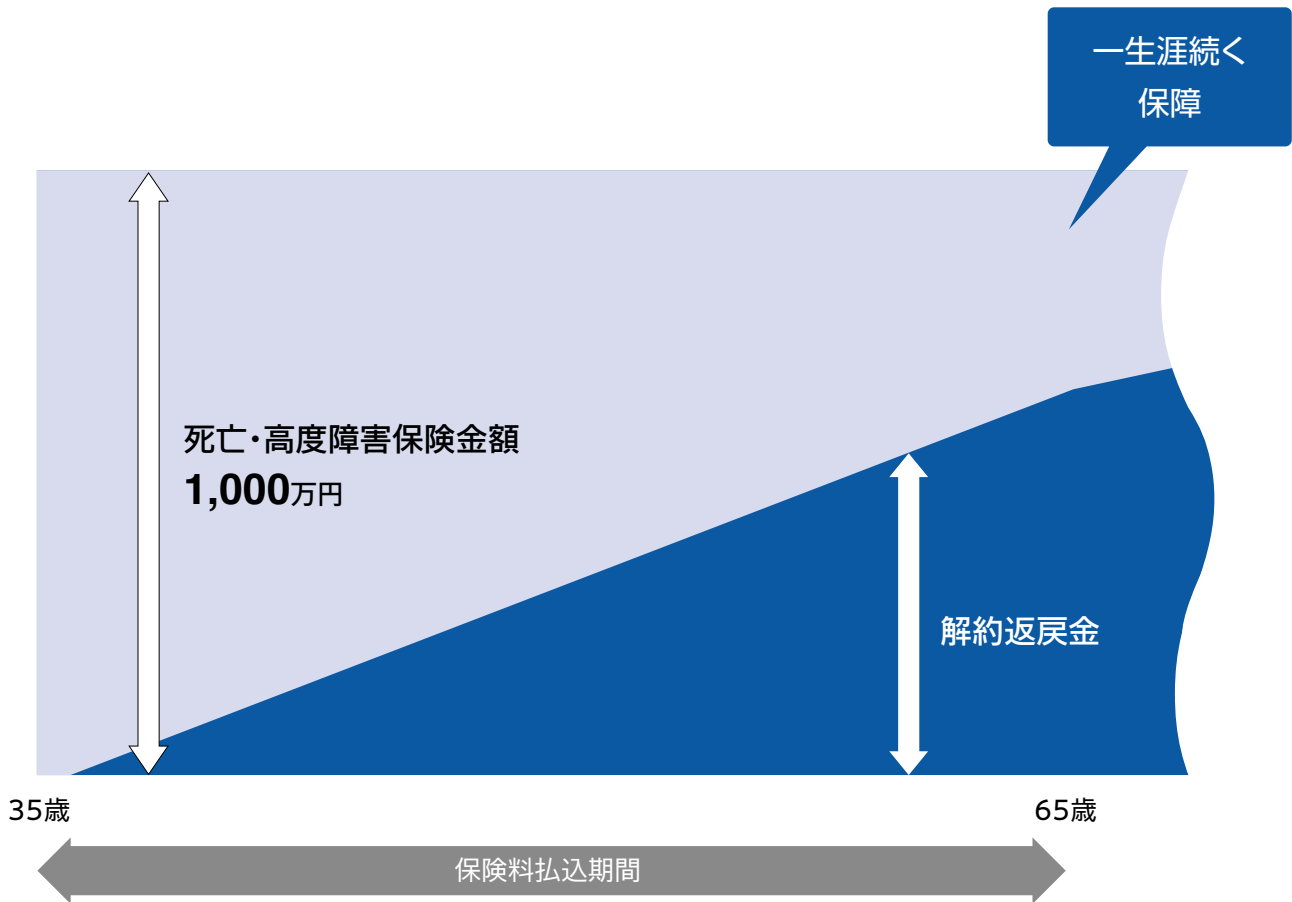 一生涯続く
保障
死亡・高度障害保険金額
1,000万円
解約返戻金
35歳
65歳
保険料払込期間